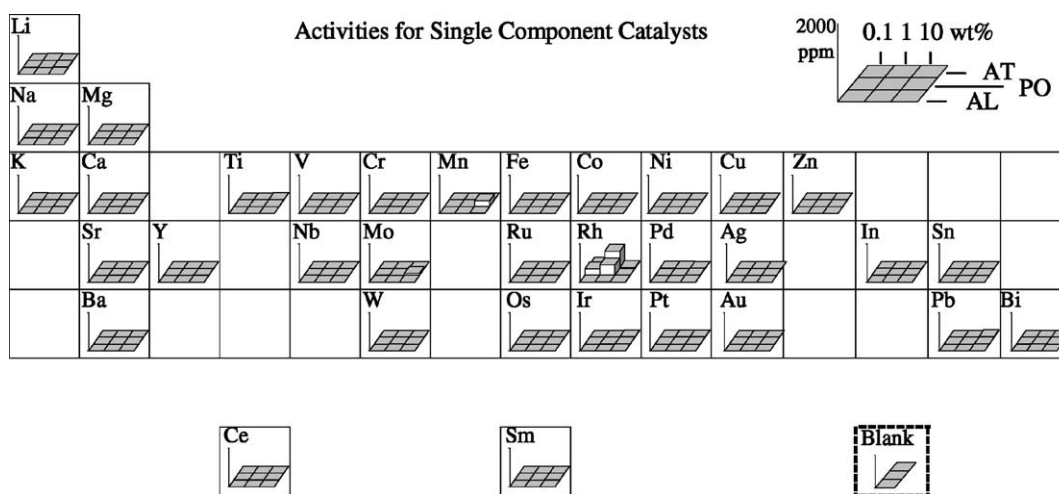 Activities for Single Component Catalysts
2000 ppm
0.1 1 10 wt%
AT
PO
AL
Li
Na Mg
K Ca Ti V Cr Mn Fe Co Ni Cu Zn
Sr Y Nb Mo Ru Rh Pd Ag In Sn
Ba W Os Ir Pt Au Pb Bi
Ce Sm Blank